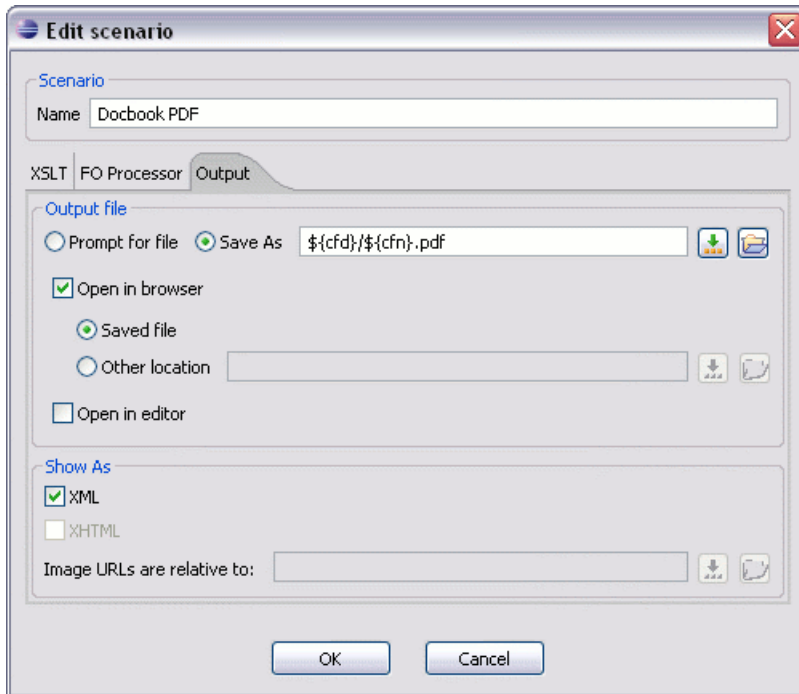 Edit scenario
Scenario
Name Docbook PDF
XSLT FO Processor Output
Output file
Prompt for file Save As ${cfd}/${cfn}.pdf
Open in browser
Saved file
Other location
Open in editor
Show As
XML
XHTML
Image URLs are relative to:
OK Cancel